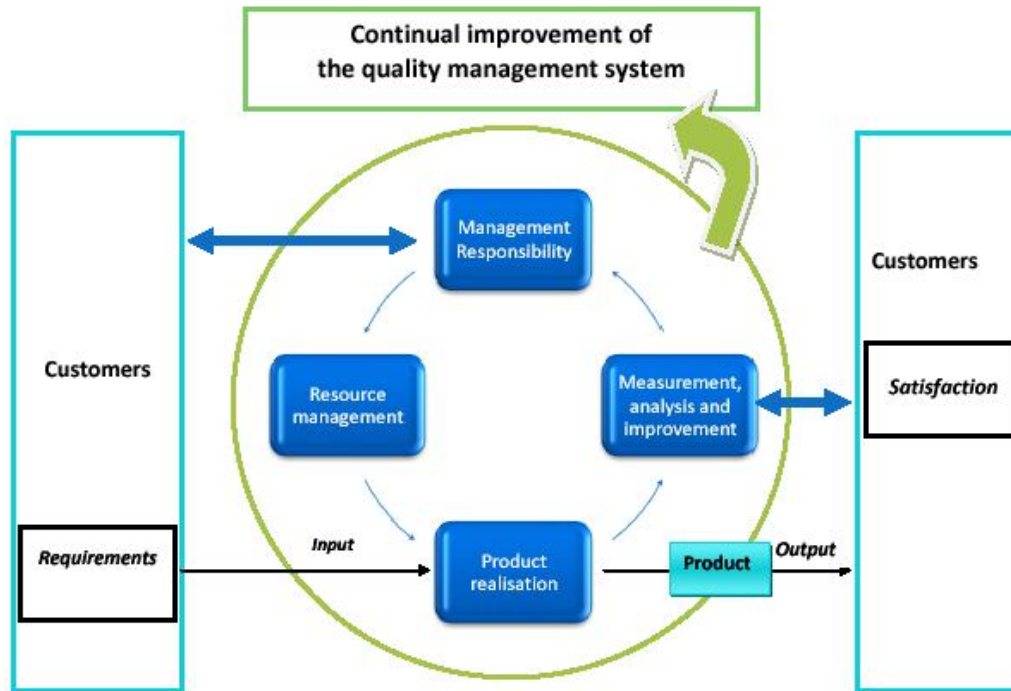 Continual improvement of
the quality management system
Management
Responsibility
Customers
Customers
Resource
management
Measurement,
analysis and
improvement
Satisfaction
Requirements
Input
Product
realisation
Product
Output